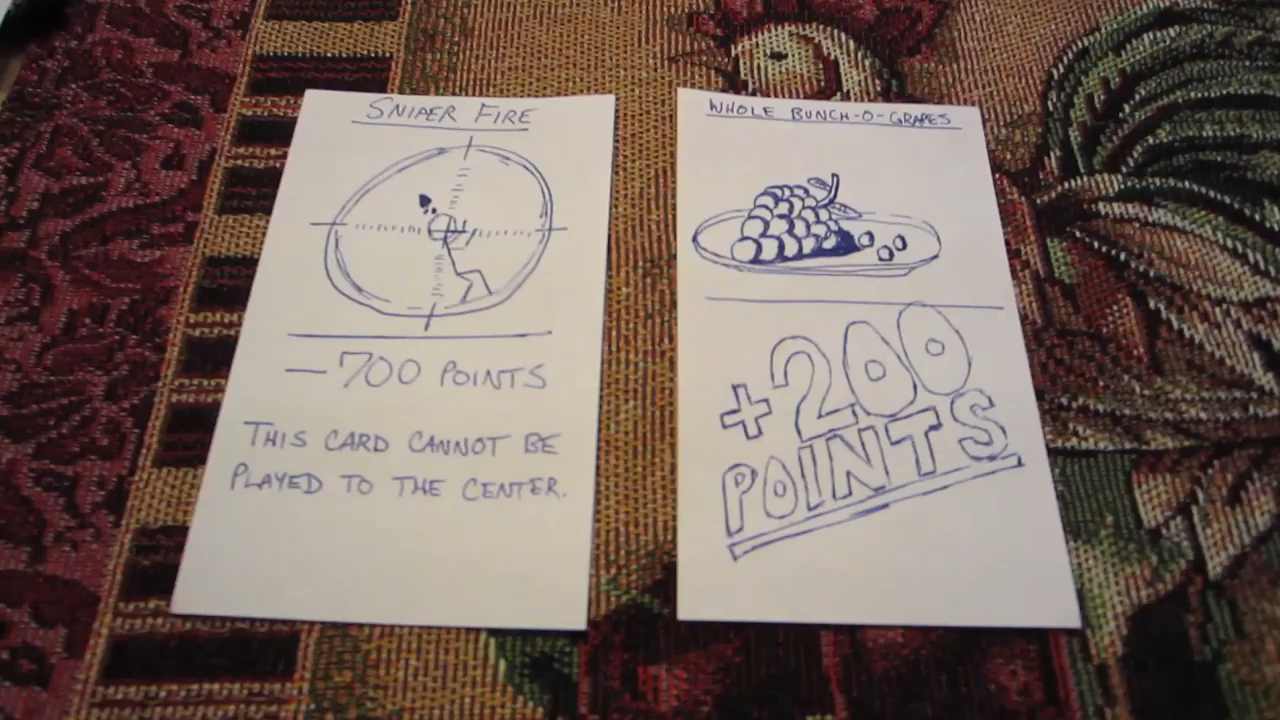 SNIPER FIRE
-700 POINTS
THIS CARD CANNOT BE
PLAYED TO THE CENTER.
WHOLE BUNCH-O-GRAPES
+200
POINTS